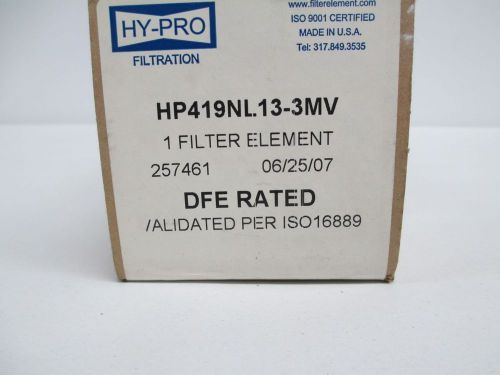 www.filterelement.com
ISO 9001 CERTIFIED
MADE IN U.S.A.
Tel: 317.849.3535
HY-PRO
FILTRATION
HP419NL13-3MV
1 FILTER ELEMENT
257461 06/25/07
DFE RATED
/ALIDATED PER ISO16889